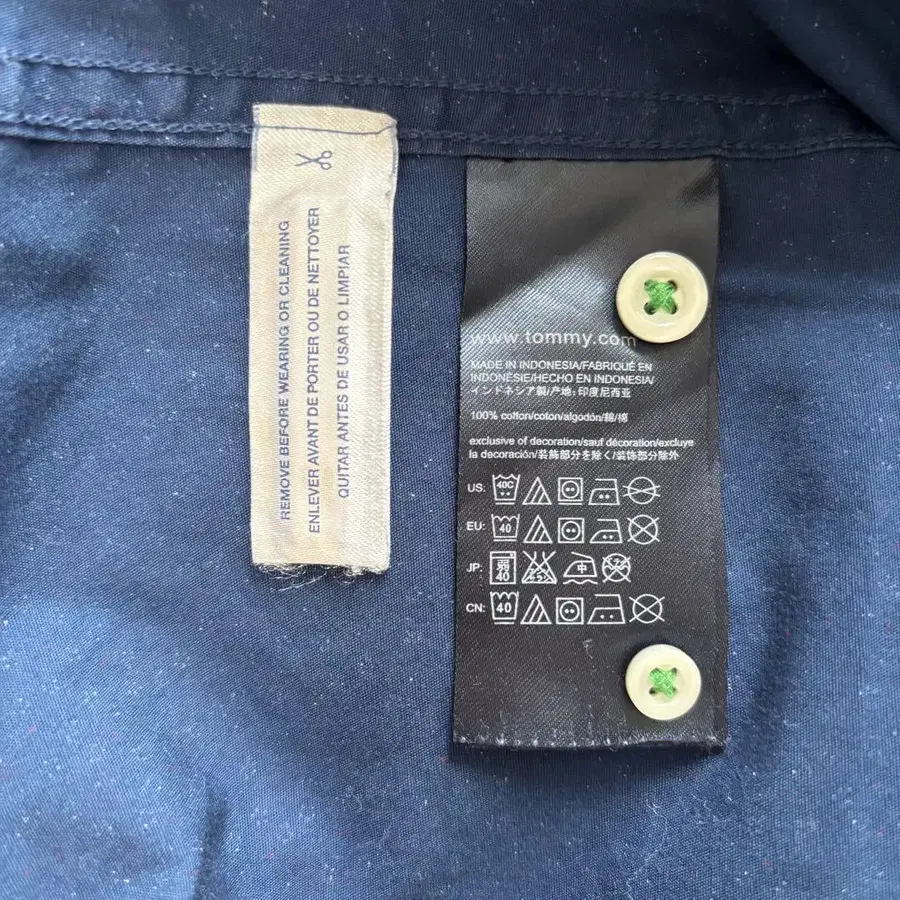 REMOVE BEFORE WEARING OR CLEANING
ENLEVER AVANT DE PORTER OU DE NETTOYER
QUITAR ANTES DE USAR O LIMPIAR
www.tommy.com
MADE IN INDONESIA/FABRIQUÉ EN
INDONÉSIE/HECHO EN INDONESIA/
インドネシア製/产地: 印度尼西亚
100% cotton/coton/algodón/綿/棉
exclusive of decoration/sauf décoration/excluye
la decoración/装飾部分を除く/装饰部分除外
US: 40C
EU: 40
JP: 弱 40 中
CN: 40